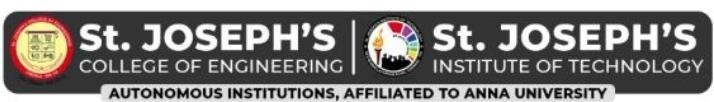 St. JOSEPH'S
COLLEGE OF ENGINEERING
St. JOSEPH'S
INSTITUTE OF TECHNOLOGY
AUTONOMOUS INSTITUTIONS, AFFILIATED TO ANNA UNIVERSITY